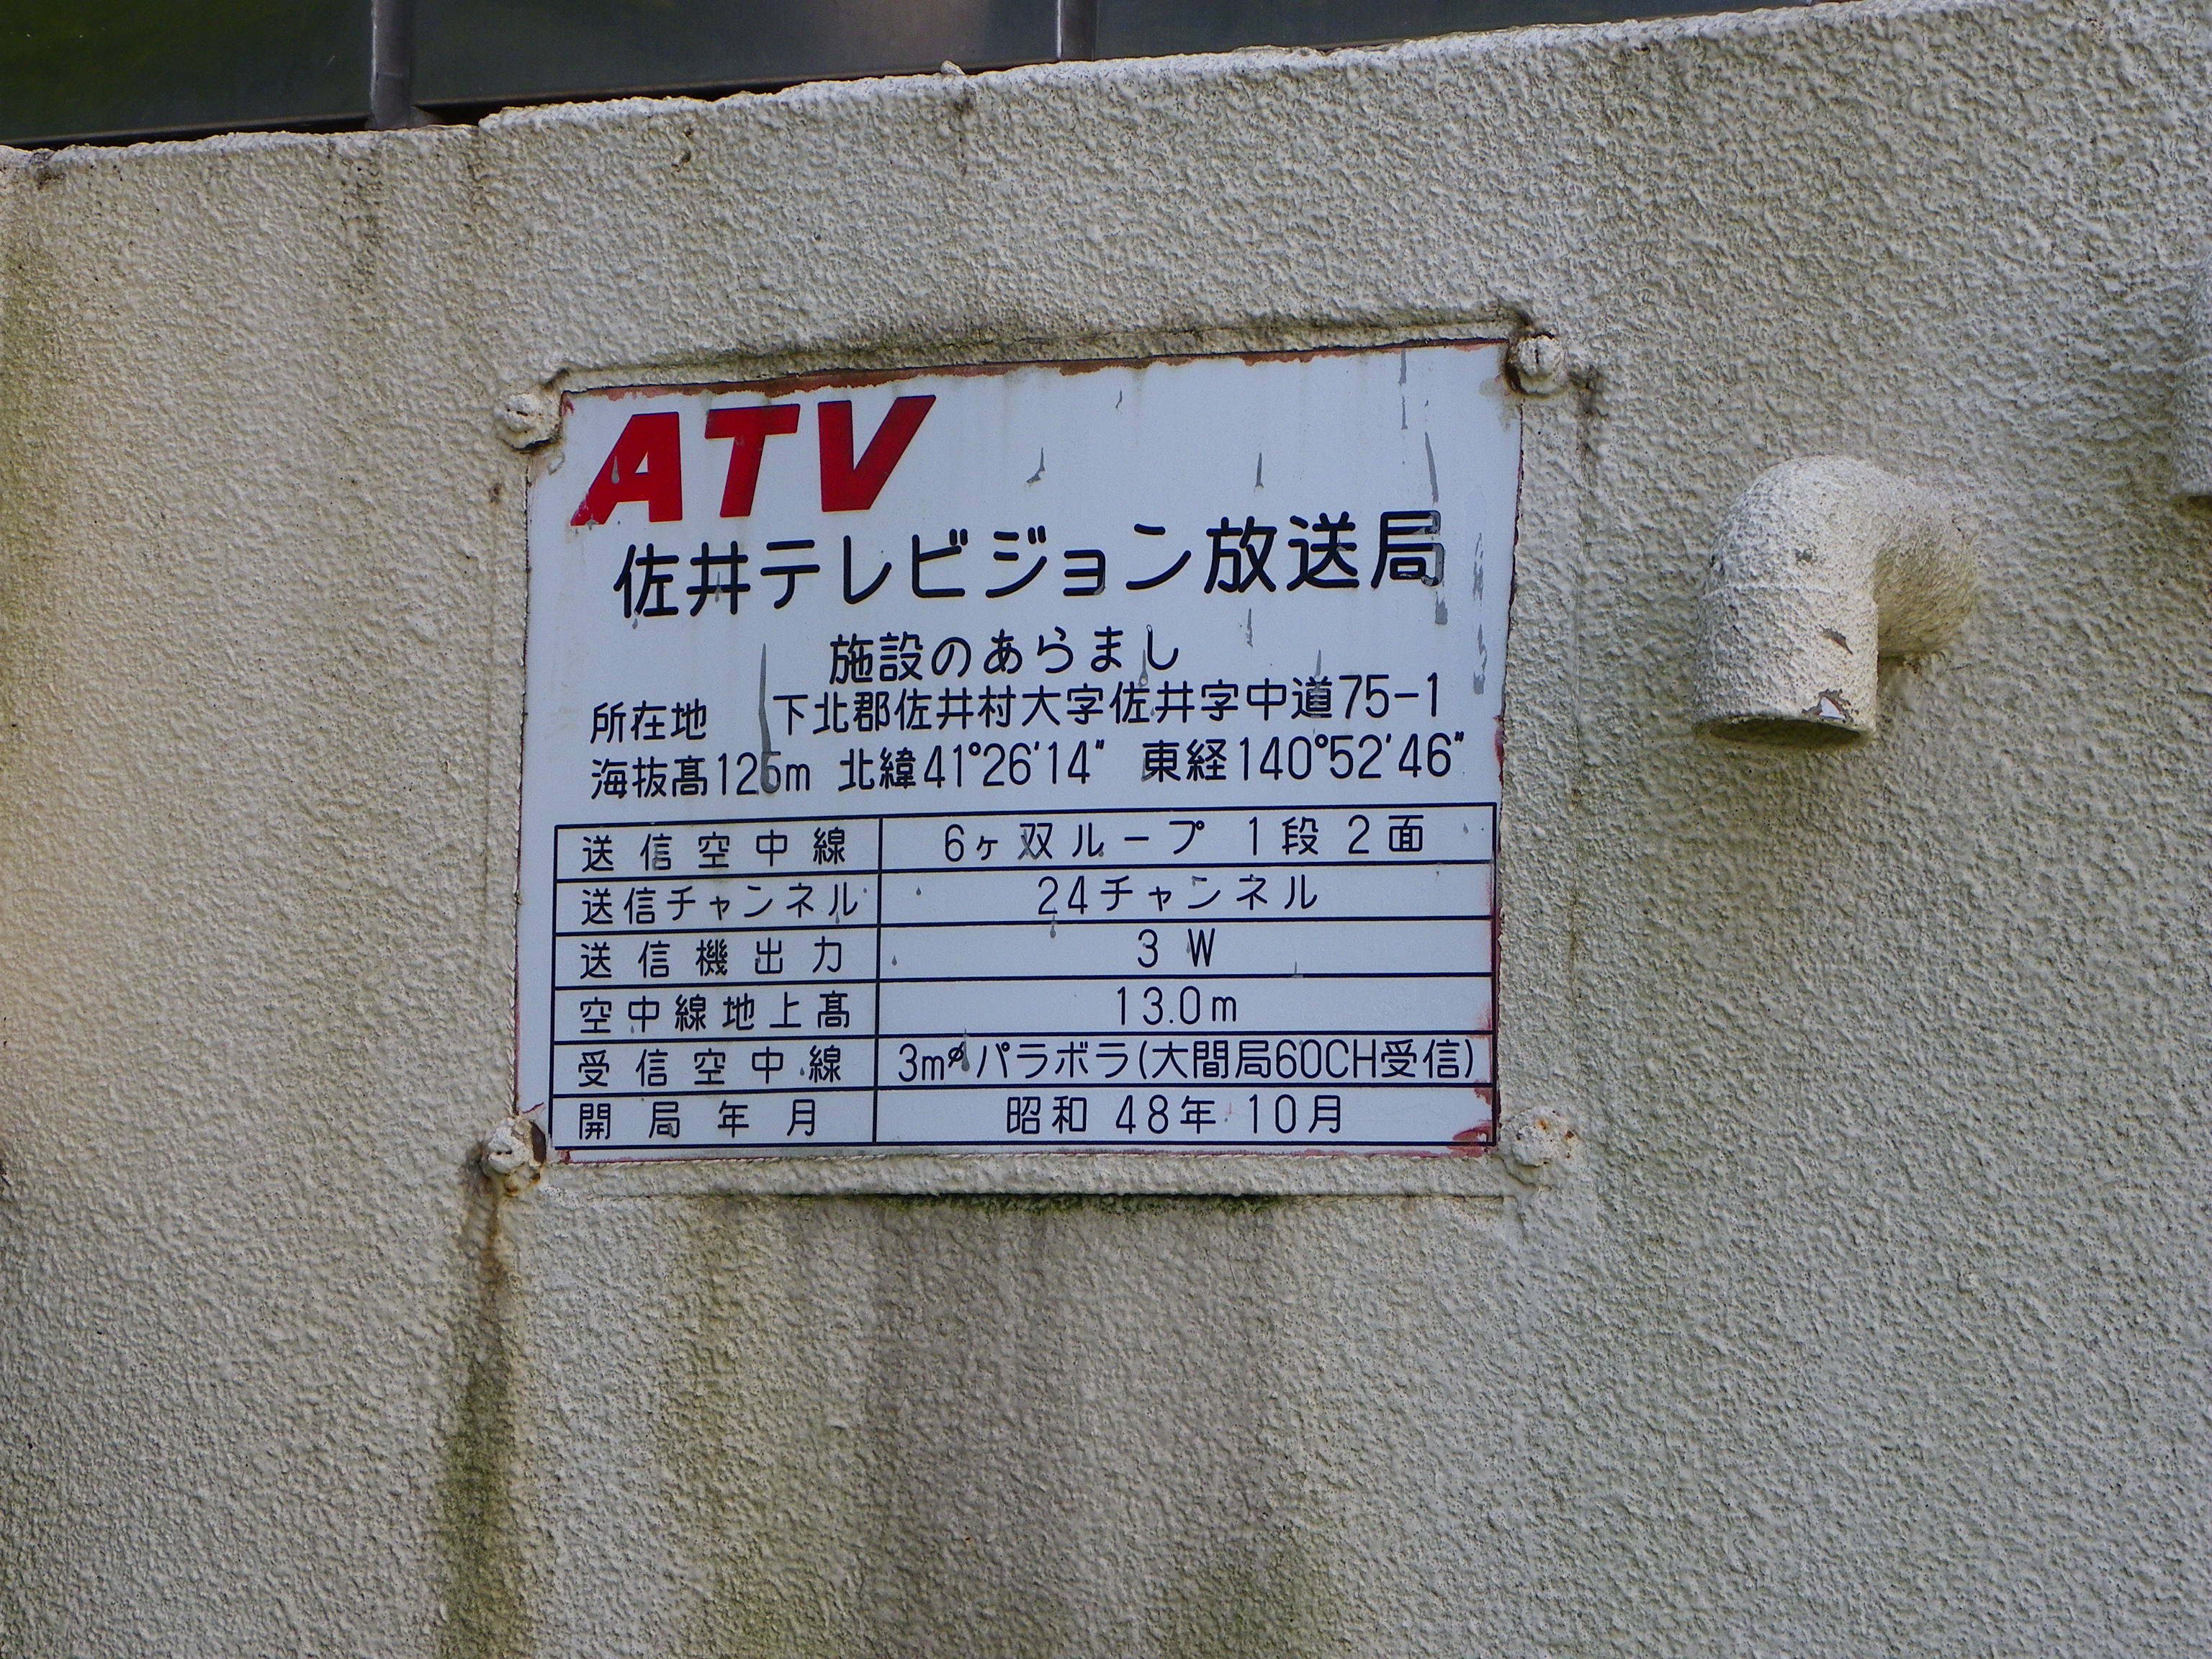 ATV
佐井テレビジョン放送局
施設のあらまし
所在地 下北郡佐井村大字佐井字中道75-1
海抜髙125m 北緯41°26′14″ 東経140°52′46″
送信空中線 6ヶ双ループ 1段2面
送信チャンネル 24チャンネル
送信機出力 3W
空中線地上髙 13.0m
受信空中線 3mφパラボラ(大間局60CH受信)
開局年月 昭和48年10月